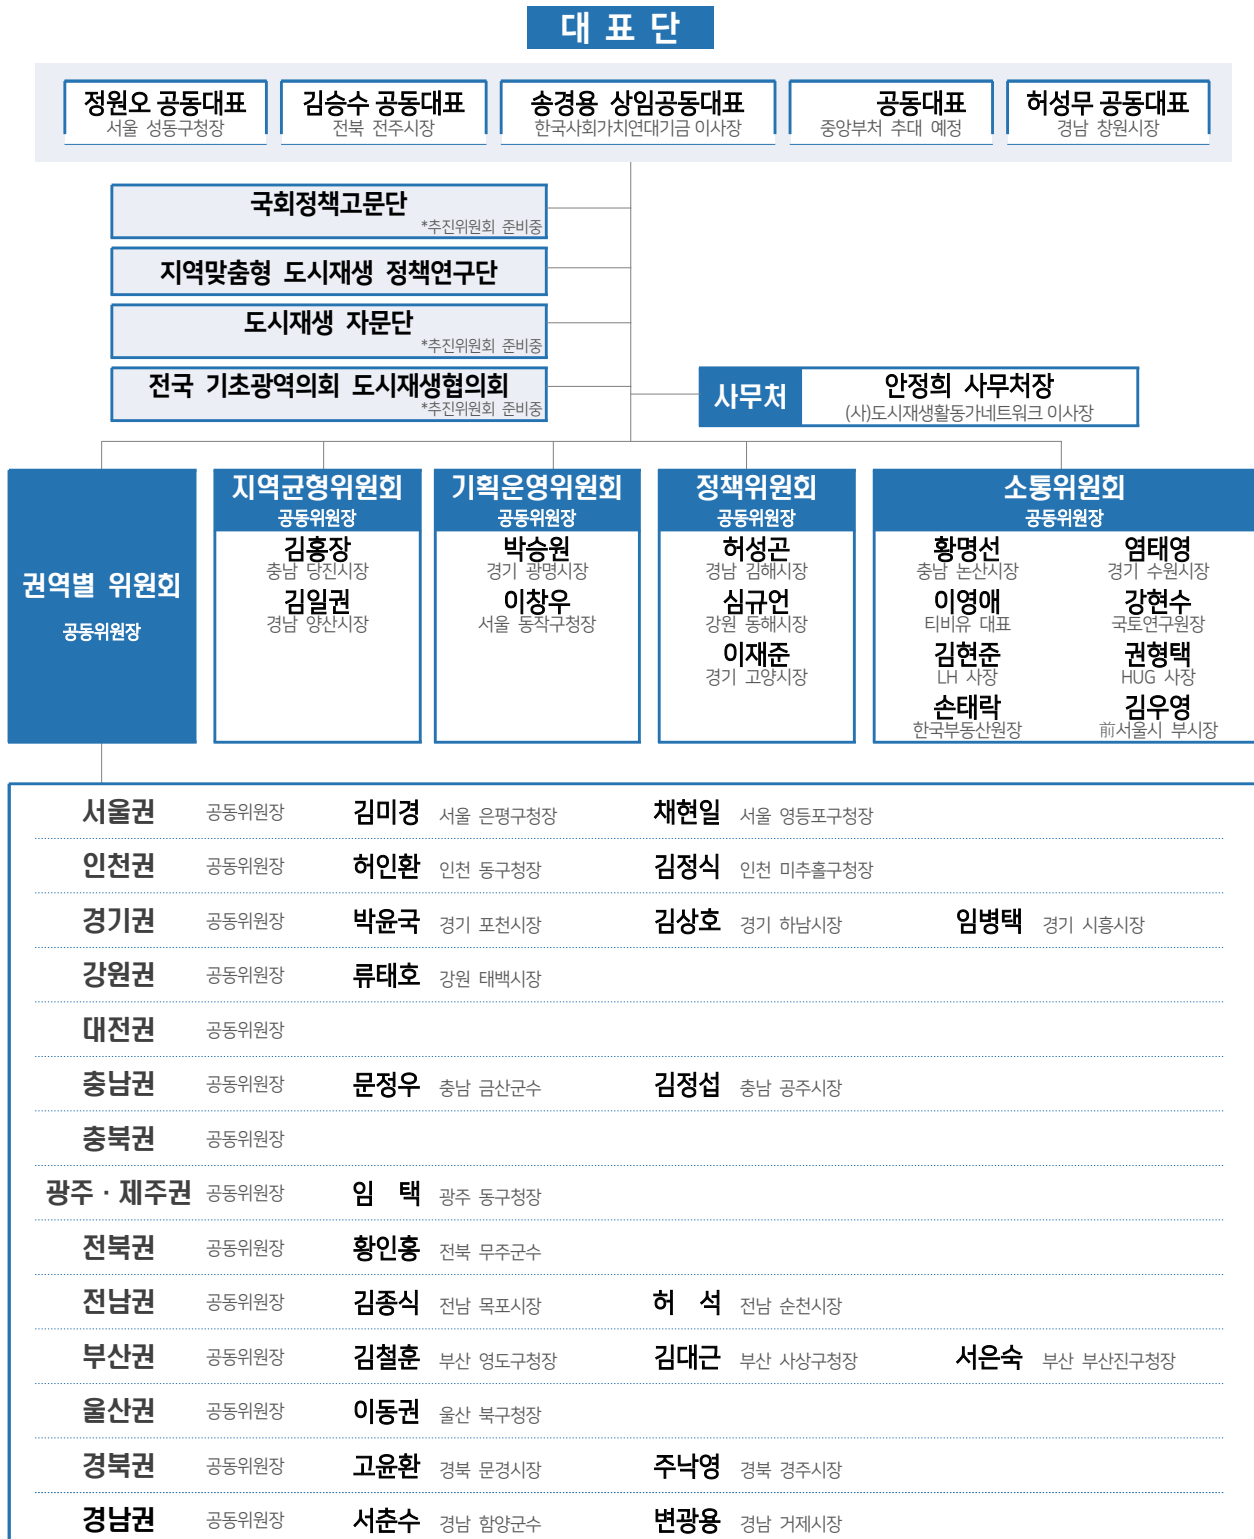 대 표 단
정원오 공동대표
서울 성동구청장
김승수 공동대표
전북 전주시장
송경용 상임공동대표
한국사회가치연대기금 이사장
공동대표
중앙부처 추대 예정
허성무 공동대표
경남 창원시장
국회정책고문단
*추진위원회 준비중
지역맞춤형 도시재생 정책연구단
도시재생 자문단
*추진위원회 준비중
전국 기초광역의회 도시재생협의회
*추진위원회 준비중
사무처
안정희 사무처장
(사)도시재생활동가네트워크 이사장
권역별 위원회
공동위원장
지역균형위원회
공동위원장
김홍장
충남 당진시장
김일권
경남 양산시장
기획운영위원회
공동위원장
박승원
경기 광명시장
이창우
서울 동작구청장
정책위원회
공동위원장
허성곤
경남 김해시장
심규언
강원 동해시장
이재준
경기 고양시장
소통위원회
공동위원장
황명선
충남 논산시장
염태영
경기 수원시장
이영애
티비유 대표
강현수
국토연구원장
김현준
LH 사장
권형택
HUG 사장
손태락
한국부동산원장
김우영
前서울시 부시장
서울권 공동위원장 김미경 서울 은평구청장 채현일 서울 영등포구청장
인천권 공동위원장 허인환 인천 동구청장 김정식 인천 미추홀구청장
경기권 공동위원장 박윤국 경기 포천시장 김상호 경기 하남시장 임병택 경기 시흥시장
강원권 공동위원장 류태호 강원 태백시장
대전권 공동위원장
충남권 공동위원장 문정우 충남 금산군수 김정섭 충남 공주시장
충북권 공동위원장
광주 · 제주권 공동위원장 임 택 광주 동구청장
전북권 공동위원장 황인홍 전북 무주군수
전남권 공동위원장 김종식 전남 목포시장 허 석 전남 순천시장
부산권 공동위원장 김철훈 부산 영도구청장 김대근 부산 사상구청장 서은숙 부산 부산진구청장
울산권 공동위원장 이동권 울산 북구청장
경북권 공동위원장 고윤환 경북 문경시장 주낙영 경북 경주시장
경남권 공동위원장 서춘수 경남 함양군수 변광용 경남 거제시장